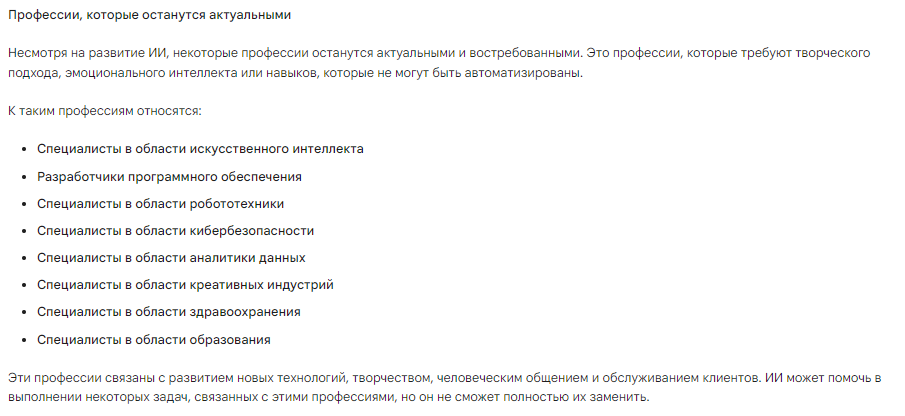 Профессии, которые останутся актуальными
Несмотря на развитие ИИ, некоторые профессии останутся актуальными и востребованными. Это профессии, которые требуют творческого
подхода, эмоционального интеллекта или навыков, которые не могут быть автоматизированы.
К таким профессиям относятся:
• Специалисты в области искусственного интеллекта
• Разработчики программного обеспечения
• Специалисты в области робототехники
• Специалисты в области кибербезопасности
• Специалисты в области аналитики данных
• Специалисты в области креативных индустрий
• Специалисты в области здравоохранения
• Специалисты в области образования
Эти профессии связаны с развитием новых технологий, творчеством, человеческим общением и обслуживанием клиентов. ИИ может помочь в
выполнении некоторых задач, связанных с этими профессиями, но он не сможет полностью их заменить.